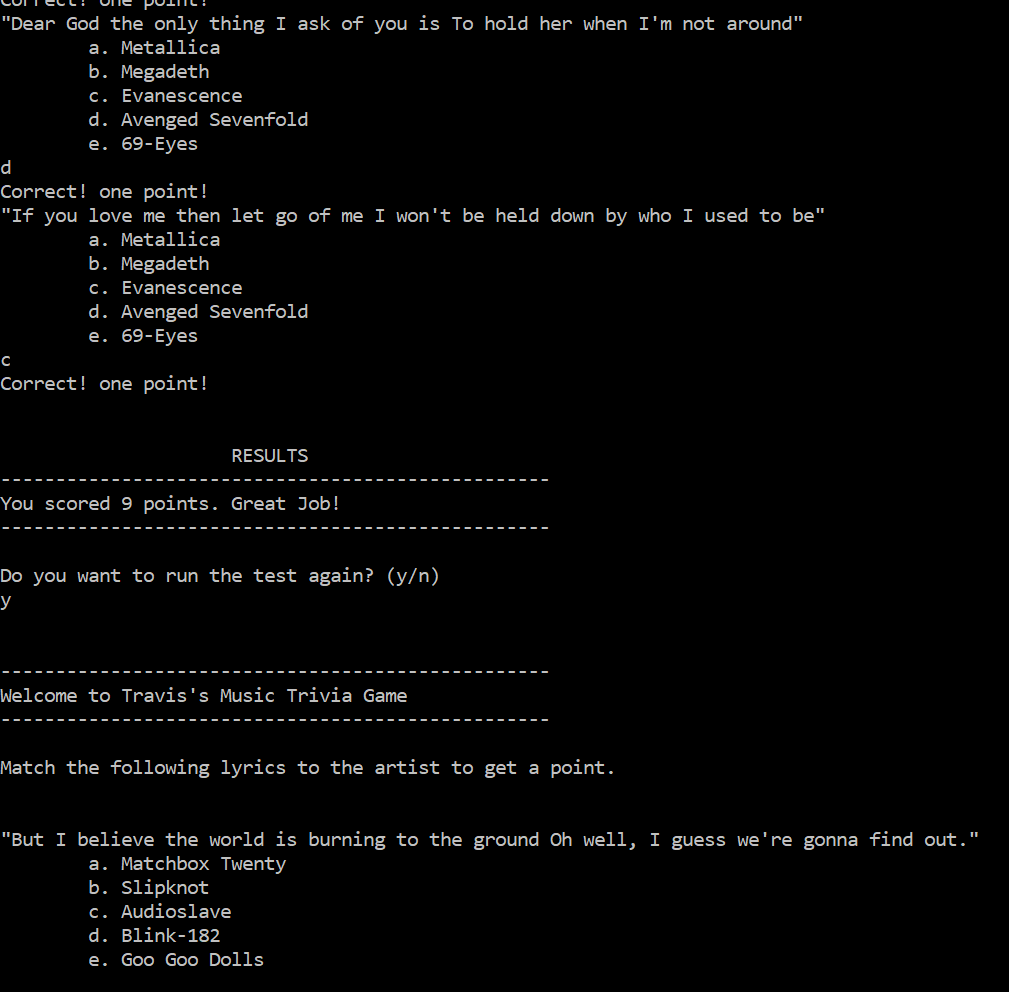 Correct! one point!
"Dear God the only thing I ask of you is To hold her when I'm not around"
a. Metallica
b. Megadeth
c. Evanescence
d. Avenged Sevenfold
e. 69-Eyes
d
Correct! one point!
"If you love me then let go of me I won't be held down by who I used to be"
a. Metallica
b. Megadeth
c. Evanescence
d. Avenged Sevenfold
e. 69-Eyes
c
Correct! one point!
RESULTS
--------------------------------------------------
You scored 9 points. Great Job!
--------------------------------------------------
Do you want to run the test again? (y/n)
y
--------------------------------------------------
Welcome to Travis's Music Trivia Game
--------------------------------------------------
Match the following lyrics to the artist to get a point.
"But I believe the world is burning to the ground Oh well, I guess we're gonna find out."
a. Matchbox Twenty
b. Slipknot
c. Audioslave
d. Blink-182
e. Goo Goo Dolls